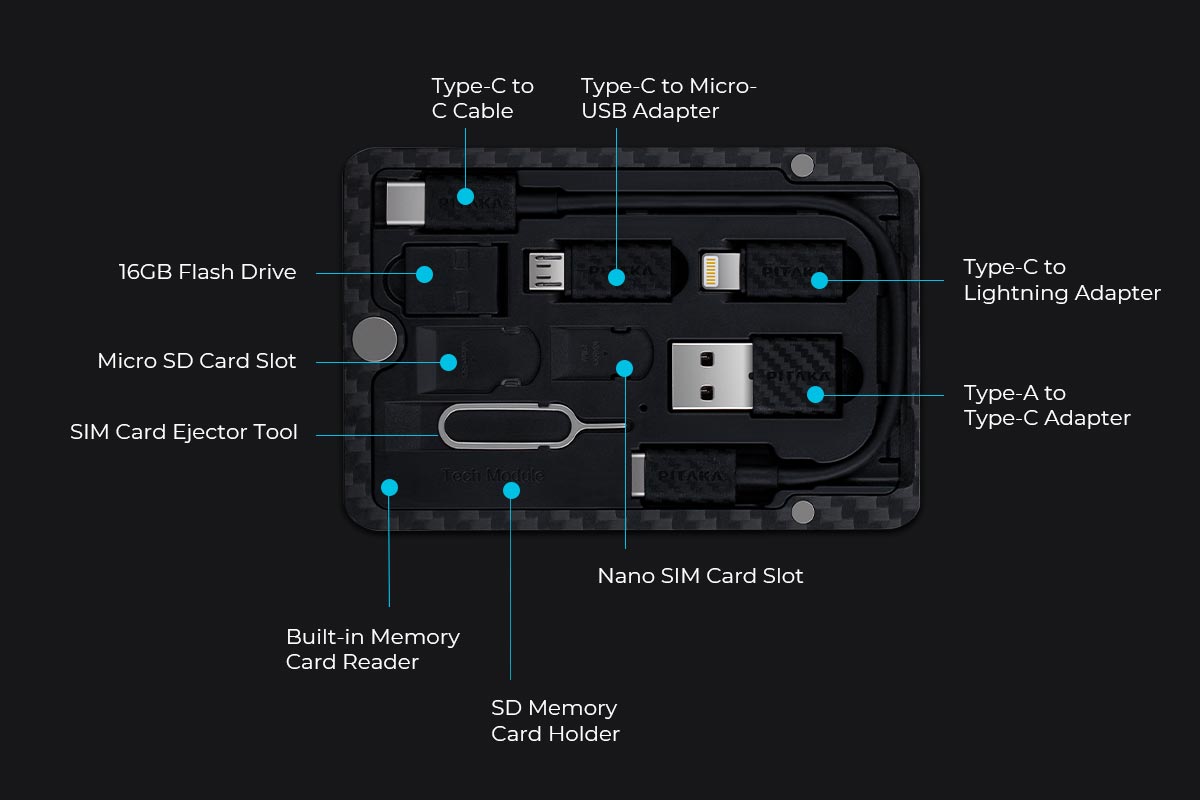 Type-C to
C Cable
Type-C to Micro-
USB Adapter
PITAKA
16GB Flash Drive
PITAKA
PITAKA
Type-C to
Lightning Adapter
Micro SD Card Slot
PITAKA
Type-A to
Type-C Adapter
SIM Card Ejector Tool
Tech Module
PITAKA
Nano SIM Card Slot
Built-in Memory
Card Reader
SD Memory
Card Holder